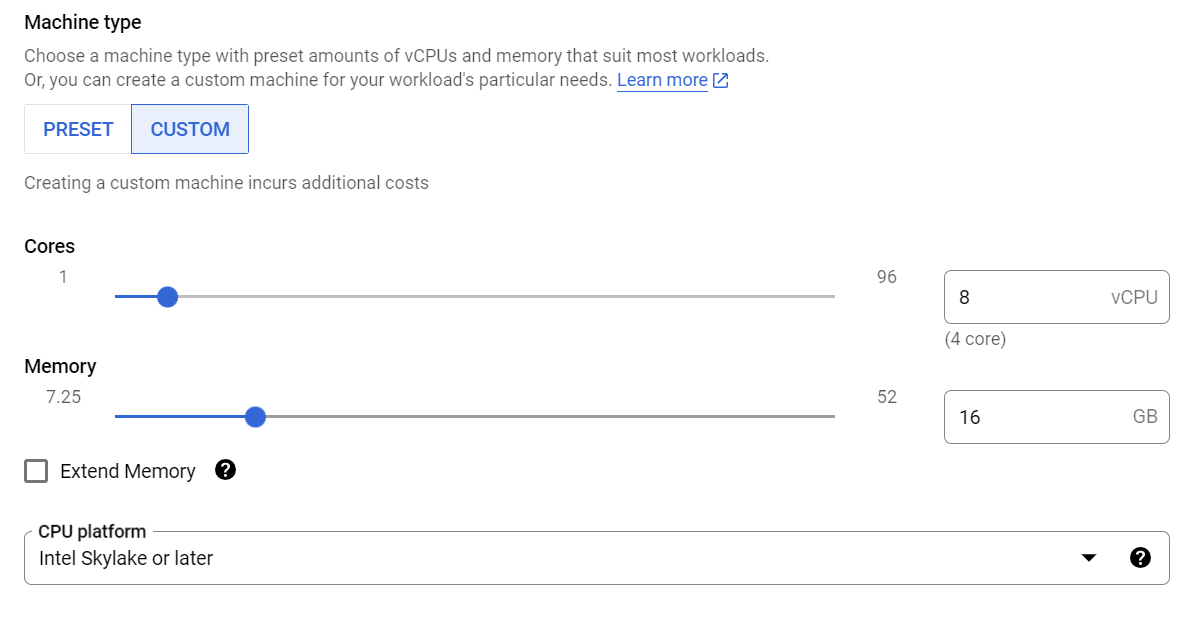 Machine type
Choose a machine type with preset amounts of vCPUs and memory that suit most workloads.
Or, you can create a custom machine for your workload's particular needs. Learn more
PRESET CUSTOM
Creating a custom machine incurs additional costs
Cores
1 96
8 vCPU
(4 core)
Memory
7.25 52
16 GB
Extend Memory ?
CPU platform
Intel Skylake or later ?